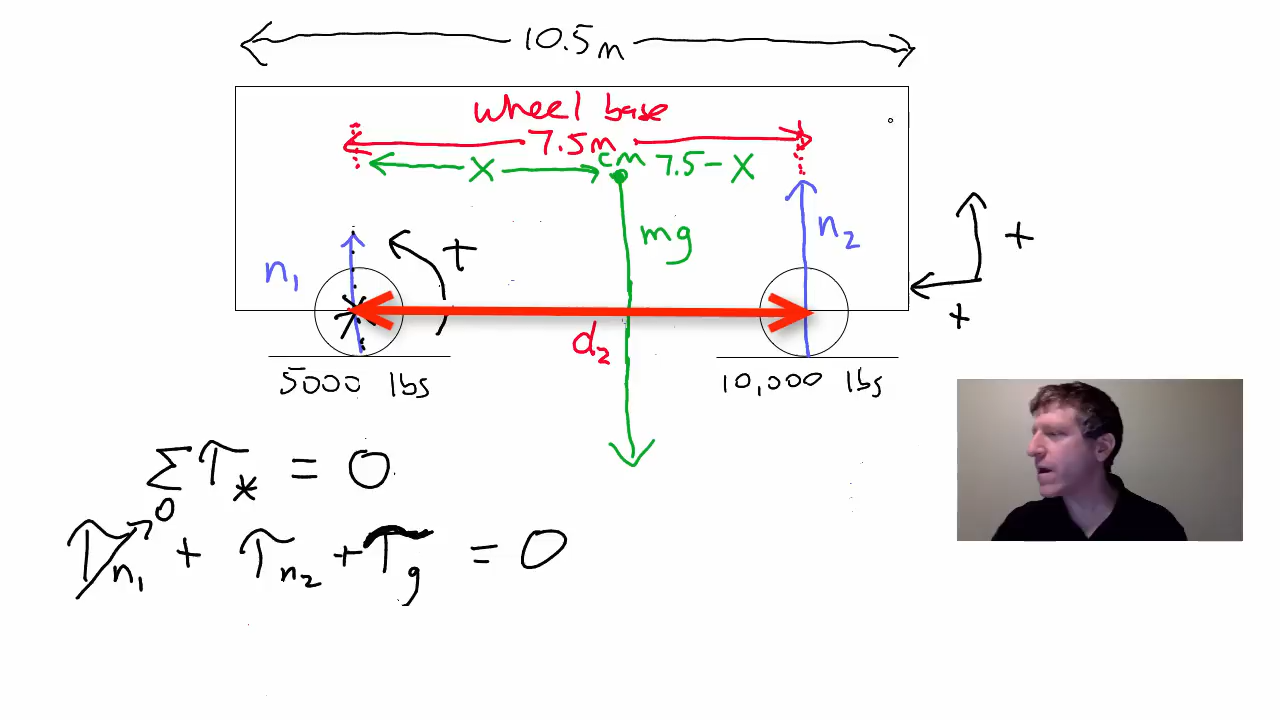 10.5 m
wheel base
7.5 m
x cm 7.5 - x
mg
n₂
n₁
+
+
+
d₂
5000 lbs
10,000 lbs
Στ* = 0
0
τn₁ + τn₂ + τg = 0